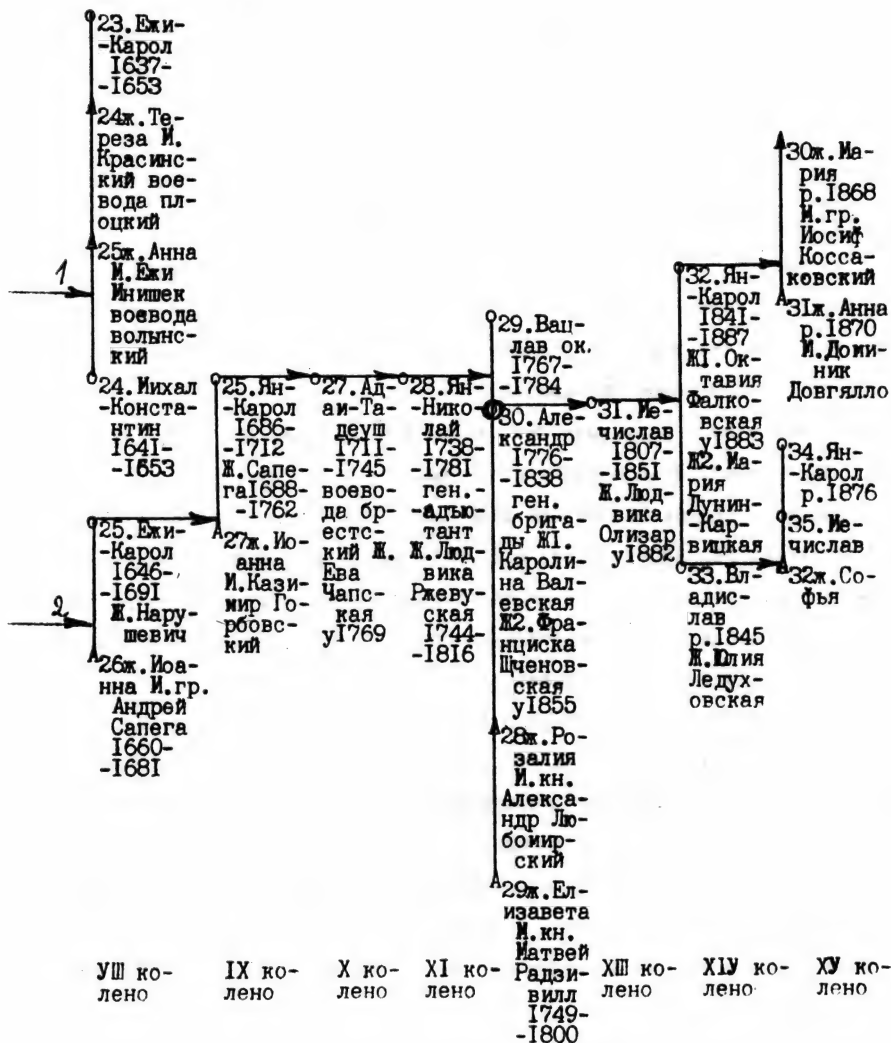 23.Ежи-
-Карол
1637-
-1653
24ж.Те-
реза М.
Красинс-
кий вое-
вода пл-
оцкий
1
25ж.Анна
М.Ежи
Мнишек
воевода
волынс-
кий
24.Михал
-Констан-
тин
1641-
-1653
2
25.Ежи-
-Карол
1646-
-1691
Ж.Нару-
шевич
26ж.Иоа-
нна М.гр.
Андрей
Сапега
1660-
-1681
25.Ян-
-Карол
1686-
-1712
Ж.Сапе-
га1688-
-1762
27ж.Ио-
анна
М.Кази-
мир Го-
рбовс-
кий
27.Ад-
ам-Та-
деуш
1711-
-1745
воево-
да бр-
естс-
кий Ж.
Ева
Чапс-
кая
у1769
28.Ян-
-Нико-
лай
1738-
-1781
ген.-
-адъю-
тант
Ж.Люд-
вика
Ржеву-
ская
1744-
-1816
29.Вац-
лав ок.
1767-
-1784
30.Але-
ксандр
1776-
-1838
ген.
брига-
ды Ж1.
Кароли-
на Вал-
евская
Ж2.Фра-
нциска
Щченов-
ская
у1855
28ж.Ро-
залия
М.кн.
Алекса-
ндр Лю-
бомир-
ский
29ж.Ел-
изавета
М.кн.
Матвей
Радзи-
вилл
1749-
-1800
31.Ме-
числав
1807-
-1851
Ж.Люд-
вика
Олизар
у1882
32.Ян-
-Карол
1841-
-1887
Ж1.Ок-
тавия
Фалко-
вская
у1883
Ж2.Ма-
рия
Дунин-
-Кар-
вицкая
33.Вл-
адис-
лав
р.1845
Ж.Юлия
Ледух-
овская
30ж.Ма-
рия
р.1868
М.гр.
Иосиф
Косса-
ковский
31ж.Анна
р.1870
М.Доми-
ник
Довгялло
34.Ян-
-Карол
р.1876
35.Ме-
числав
32ж.Со-
фья
УШ ко-
лено
IX ко-
лено
X ко-
лено
XI ко-
лено
XШ ко-
лено
Х1У ко-
лено
ХУ ко-
лено